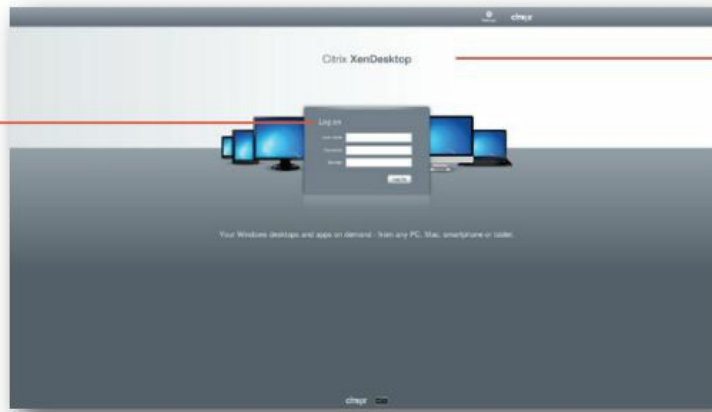 CITRIX
Citrix XenDesktop
Log on
User name:
Password:
Domain:
Log On
Your Windows desktops and apps on demand - from any PC, Mac, smartphone or tablet.
CITRIX